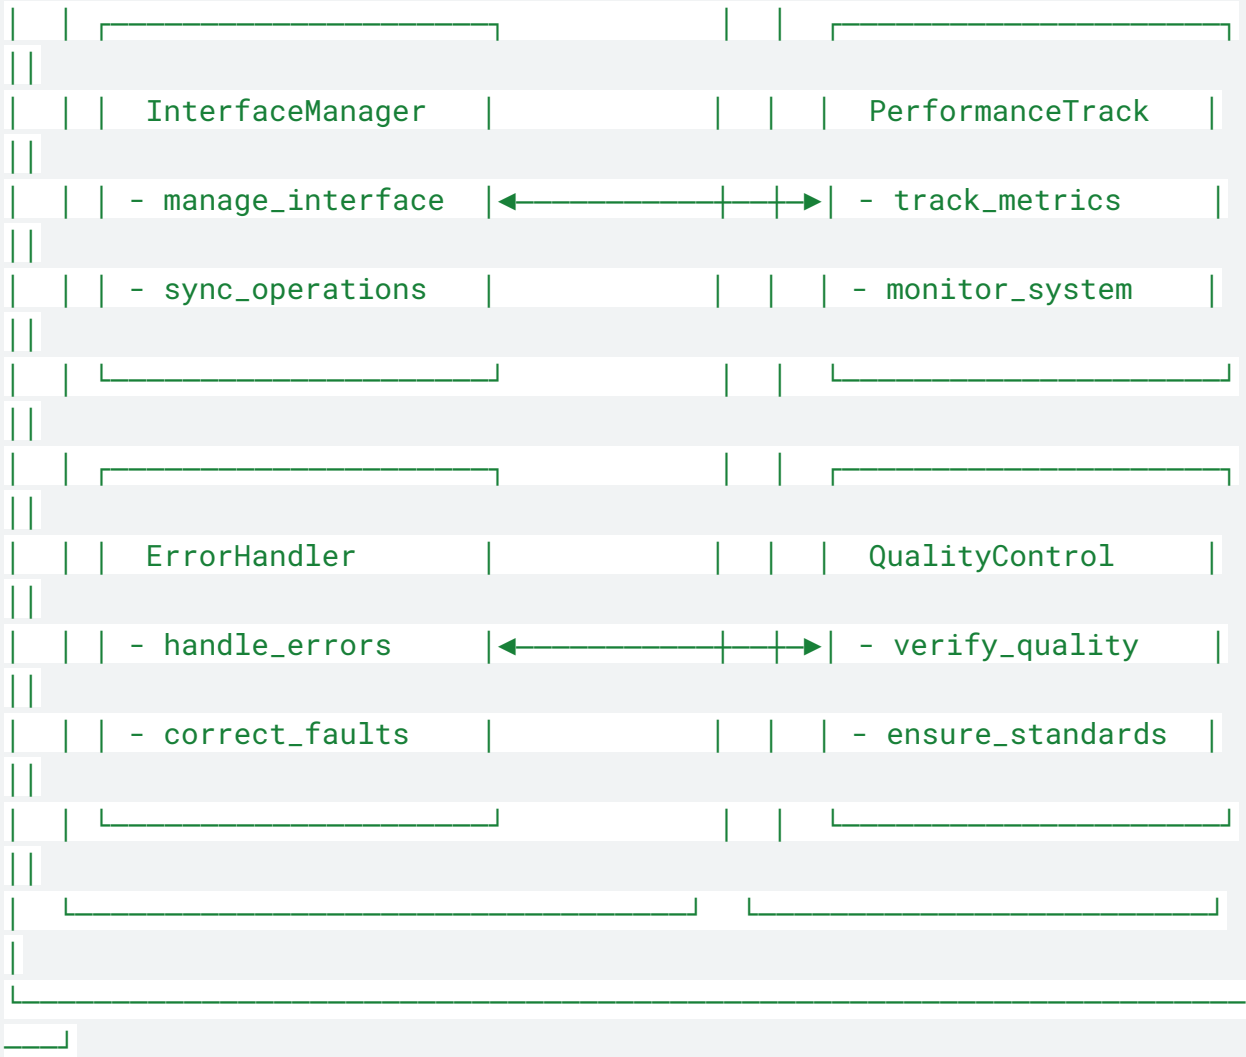 │  │ ┌──────────────────────┐            │  │  ┌──────────────────────┐
││
│  │ │  InterfaceManager   │            │  │  │  PerformanceTrack   │
││
│  │ │ - manage_interface  │◄───────────┼──┼─►│ - track_metrics     │
││
│  │ │ - sync_operations   │            │  │  │ - monitor_system    │
││
│  │ └──────────────────────┘            │  │  └──────────────────────┘
││
│  │ ┌──────────────────────┐            │  │  ┌──────────────────────┐
││
│  │ │  ErrorHandler       │            │  │  │  QualityControl     │
││
│  │ │ - handle_errors     │◄───────────┼──┼─►│ - verify_quality    │
││
│  │ │ - correct_faults    │            │  │  │ - ensure_standards  │
││
│  │ └──────────────────────┘            │  │  └──────────────────────┘
││
│  └───────────────────────────────────┘  └──────────────────────────┘
│
└─────────────────────────────────────────────────────────────────────
───┘